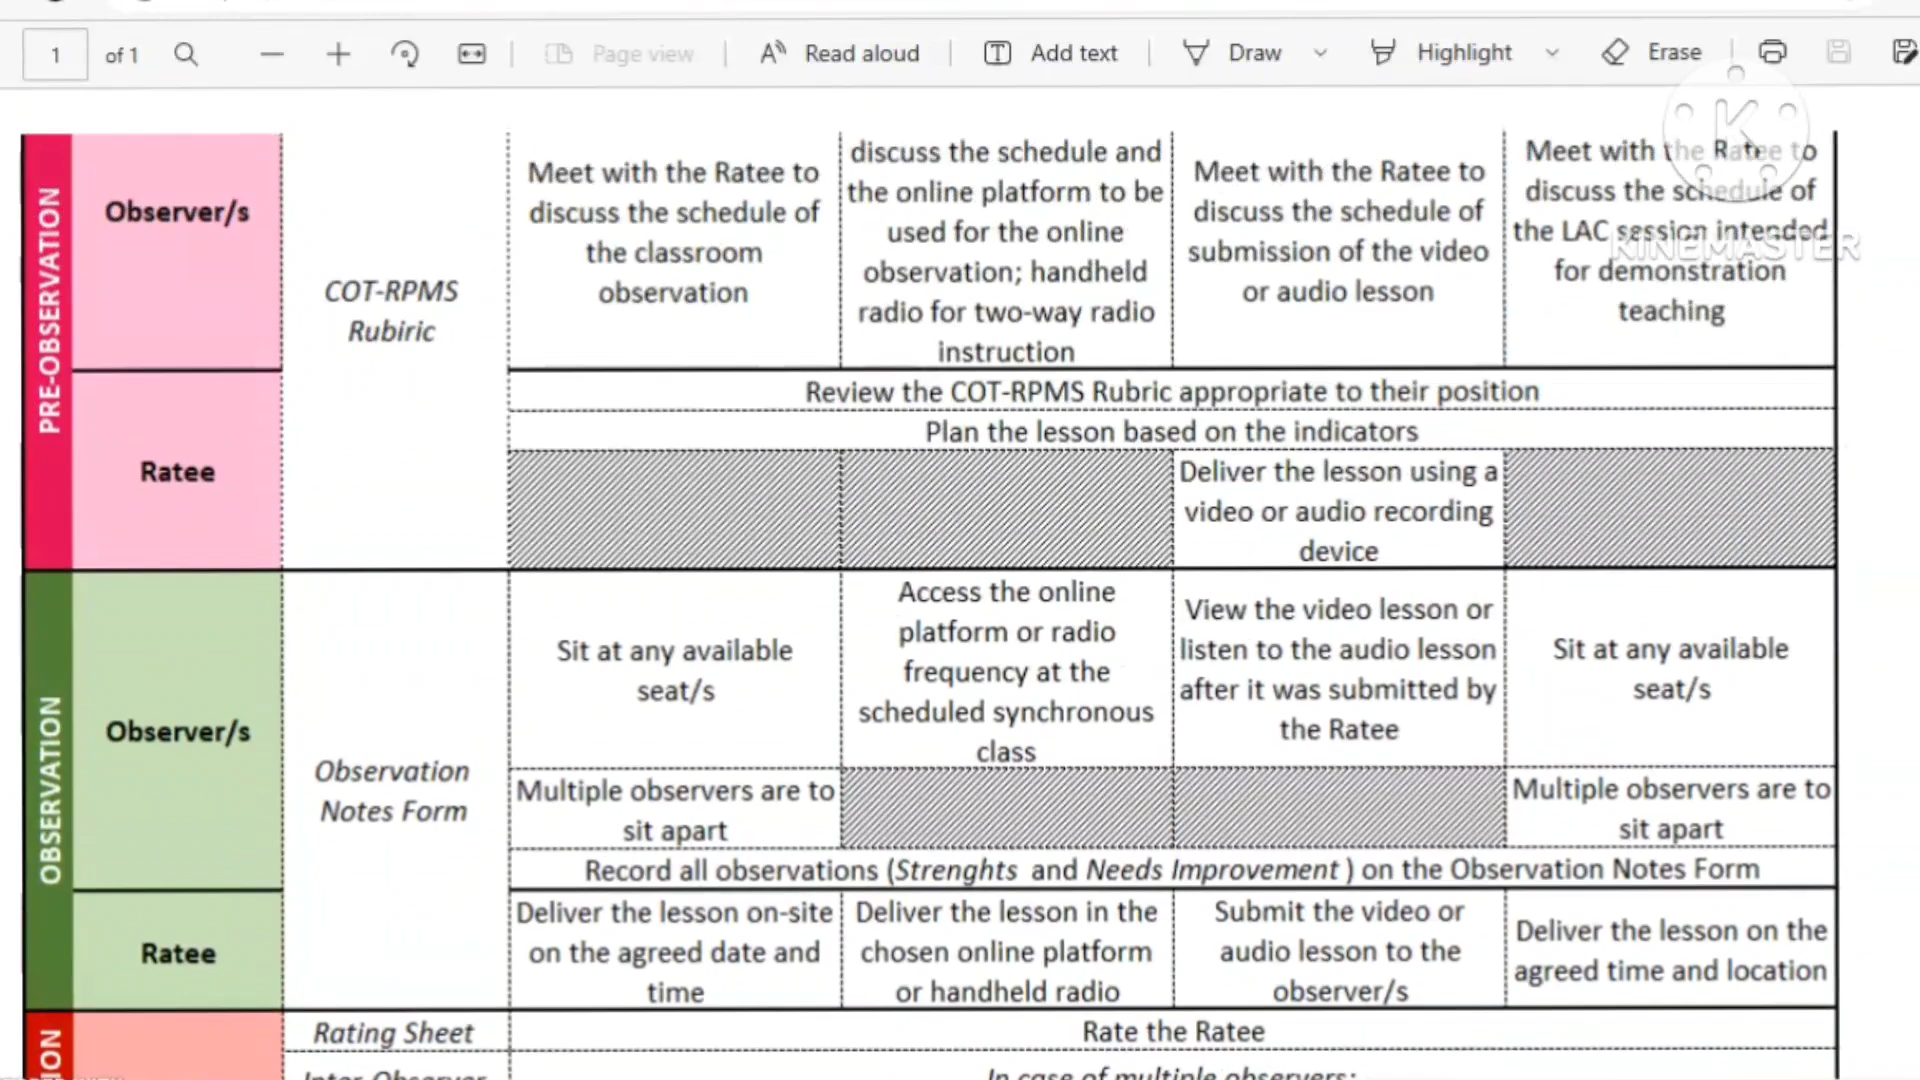 1 of 1 Page view Read aloud Add text Draw Highlight Erase
K
KINEMASTER
PRE-OBSERVATION
Observer/s
COT-RPMS
Rubiric
Meet with the Ratee to
discuss the schedule of
the classroom
observation
discuss the schedule and
the online platform to be
used for the online
observation; handheld
radio for two-way radio
instruction
Meet with the Ratee to
discuss the schedule of
submission of the video
or audio lesson
Meet with the Ratee to
discuss the schedule of
the LAC session intended
for demonstration
teaching
Ratee
Review the COT-RPMS Rubric appropriate to their position
Plan the lesson based on the indicators
Deliver the lesson using a
video or audio recording
device
OBSERVATION
Observer/s
Observation
Notes Form
Sit at any available
seat/s
Access the online
platform or radio
frequency at the
scheduled synchronous
class
View the video lesson or
listen to the audio lesson
after it was submitted by
the Ratee
Sit at any available
seat/s
Multiple observers are to
sit apart
Multiple observers are to
sit apart
Record all observations (Strenghts and Needs Improvement ) on the Observation Notes Form
Ratee
Deliver the lesson on-site
on the agreed date and
time
Deliver the lesson in the
chosen online platform
or handheld radio
Submit the video or
audio lesson to the
observer/s
Deliver the lesson on the
agreed time and location
ION
Rating Sheet
Rate the Ratee
Inter-Observer
In case of multiple observers: